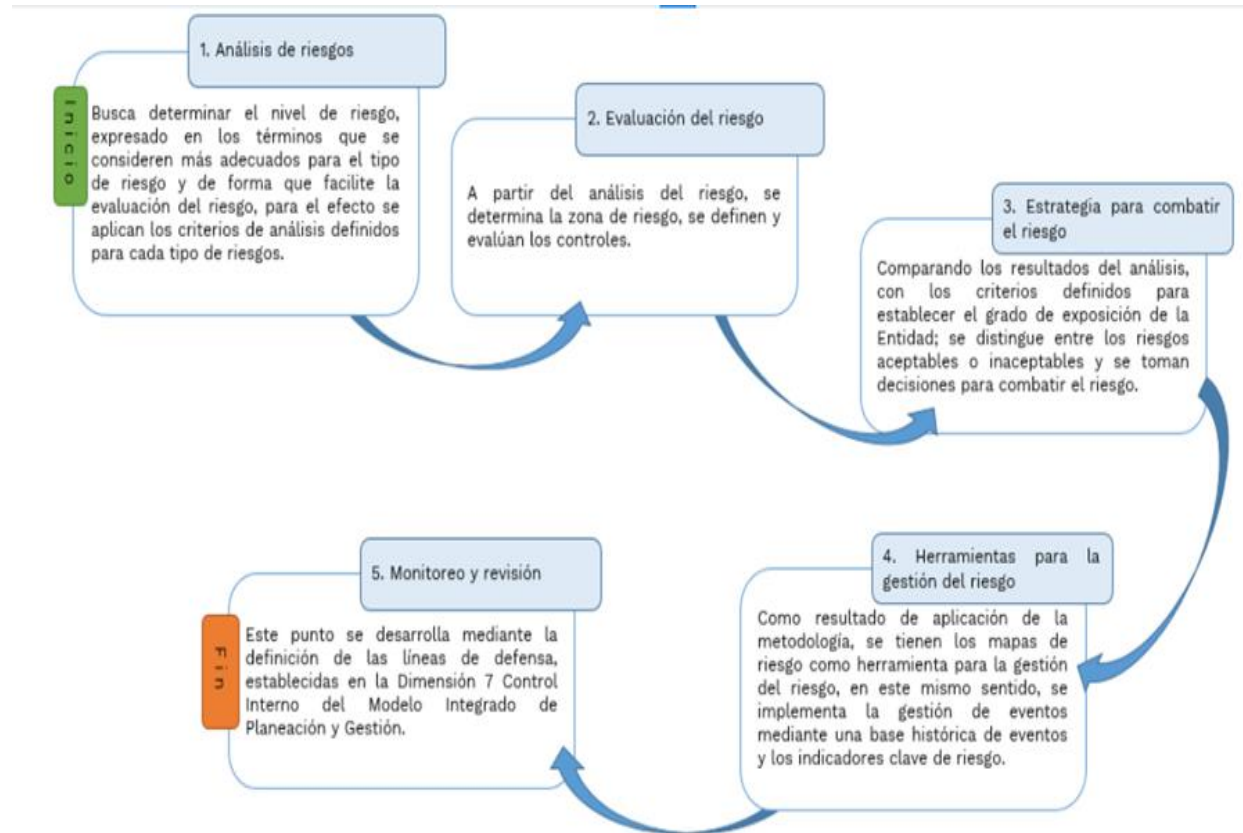 1. Análisis de riesgos
Inicio
Busca determinar el nivel de riesgo,
expresado en los términos que se
consideren más adecuados para el tipo
de riesgo y de forma que facilite la
evaluación del riesgo, para el efecto se
aplican los criterios de análisis definidos
para cada tipo de riesgos.
2. Evaluación del riesgo
A partir del análisis del riesgo, se
determina la zona de riesgo, se definen y
evalúan los controles.
3. Estrategia para combatir
el riesgo
Comparando los resultados del análisis,
con los criterios definidos para
establecer el grado de exposición de la
Entidad; se distingue entre los riesgos
aceptables o inaceptables y se toman
decisiones para combatir el riesgo.
4. Herramientas para la
gestión del riesgo
Como resultado de aplicación de la
metodología, se tienen los mapas de
riesgo como herramienta para la gestión
del riesgo, en este mismo sentido, se
implementa la gestión de eventos
mediante una base histórica de eventos
y los indicadores clave de riesgo.
5. Monitoreo y revisión
Fin
Este punto se desarrolla mediante la
definición de las líneas de defensa,
establecidas en la Dimensión 7 Control
Interno del Modelo Integrado de
Planeación y Gestión.